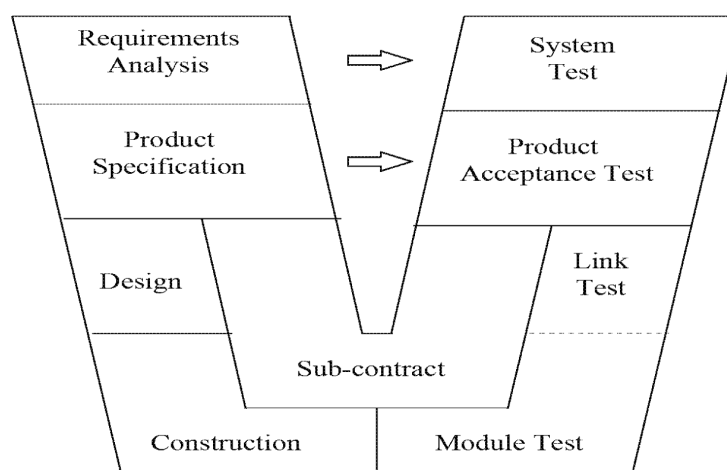 Requirements
Analysis
System
Test
Product
Specification
Product
Acceptance Test
Design
Link
Test
Sub-contract
Construction
Module Test